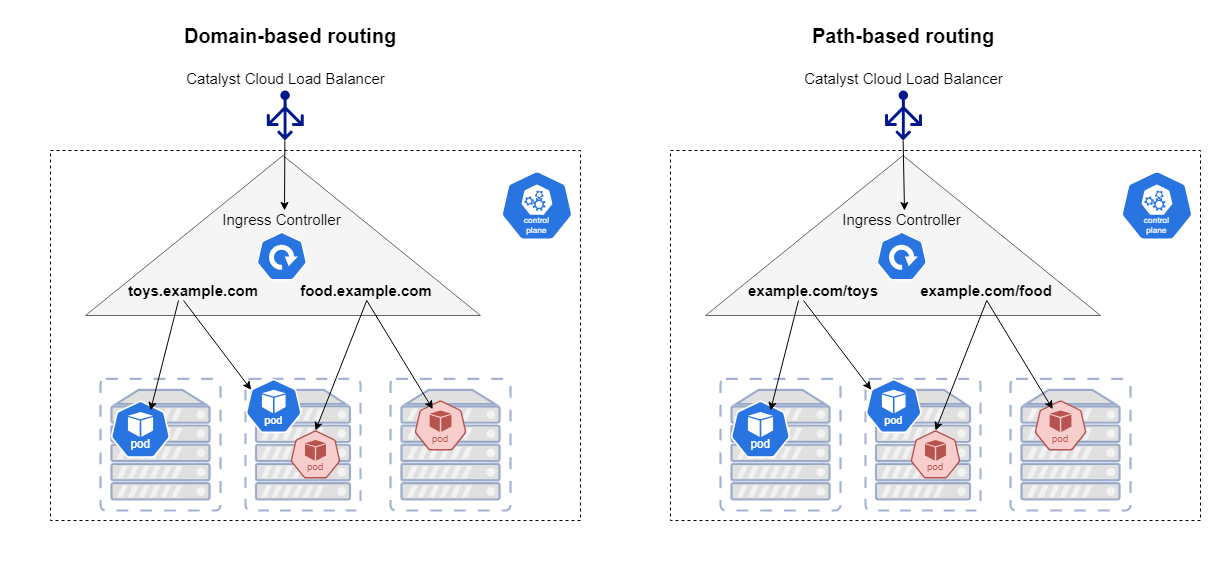 Domain-based routing
Catalyst Cloud Load Balancer
Ingress Controller
control
plane
toys.example.com
food.example.com
pod
pod
pod
pod
Path-based routing
Catalyst Cloud Load Balancer
Ingress Controller
control
plane
example.com/toys
example.com/food
pod
pod
pod
pod